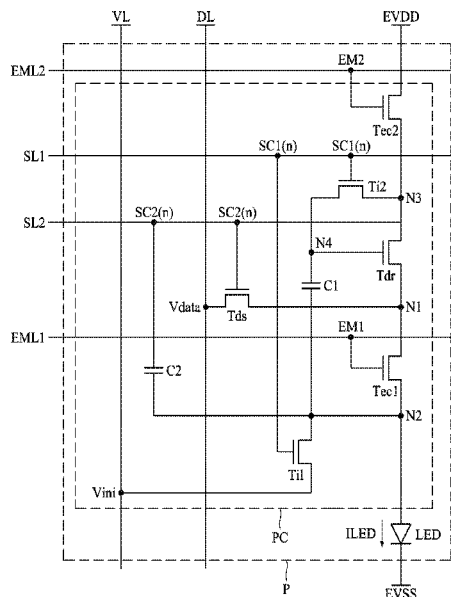 VL DL EVDD
EML2 EM2
Tec2
SL1 SC1(n) SC1(n)
Ti2 N3
SL2 SC2(n) SC2(n)
N4
Tdr
C1
Vdata Tds N1
EML1 EM1
C2 Tec1
N2
Ti1
Vini
PC ILED LED
P EVSS